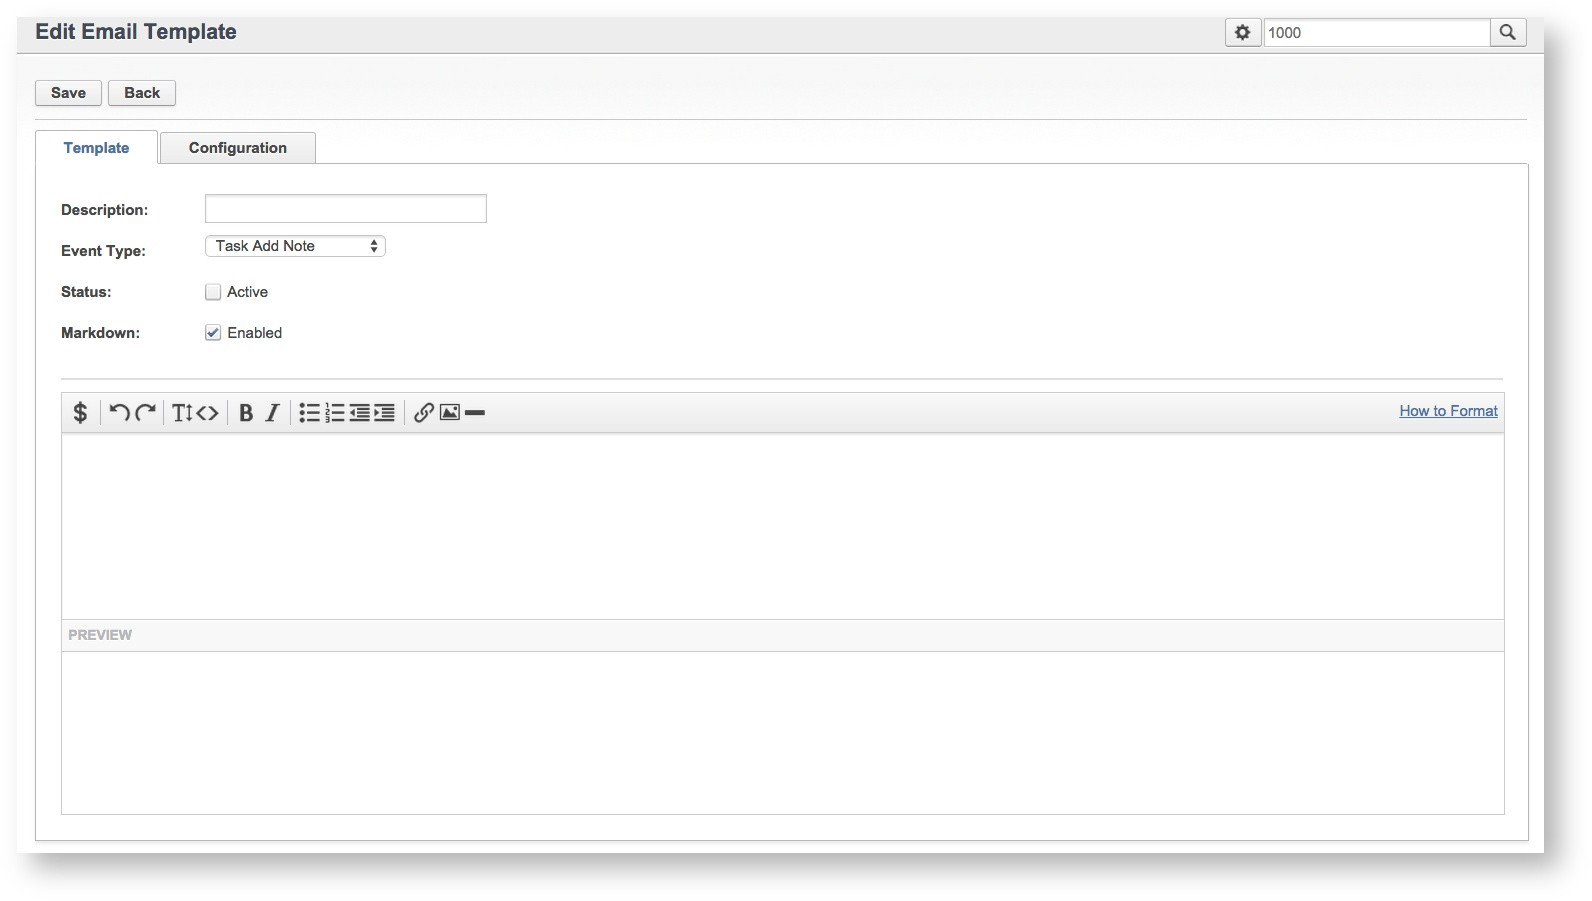 Edit Email Template
1000
Save Back
Template Configuration
Description:
Event Type: Task Add Note
Status: Active
Markdown: Enabled
How to Format
PREVIEW